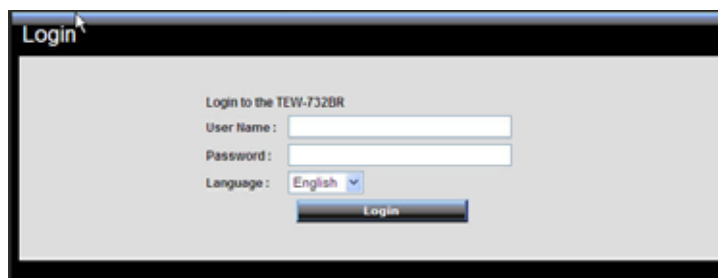 Login
Login to the TEW-732BR
User Name :
Password :
Language : English
Login